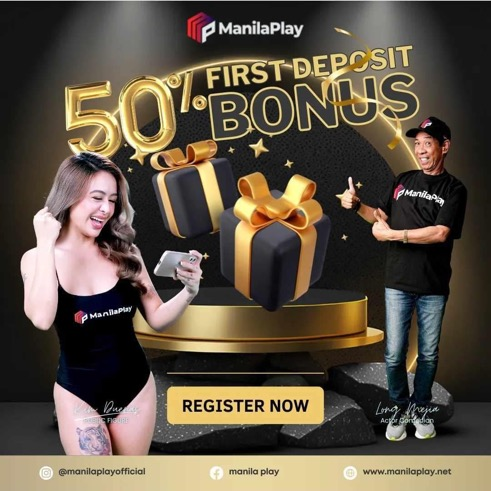 ManilaPlay
50% FIRST DEPOSIT
BONUS
ManilaPlay
ManilaPlay
Long Mejia
Actor Comedian
REGISTER NOW
@manilaplayofficial
manila play
www.manilaplay.net